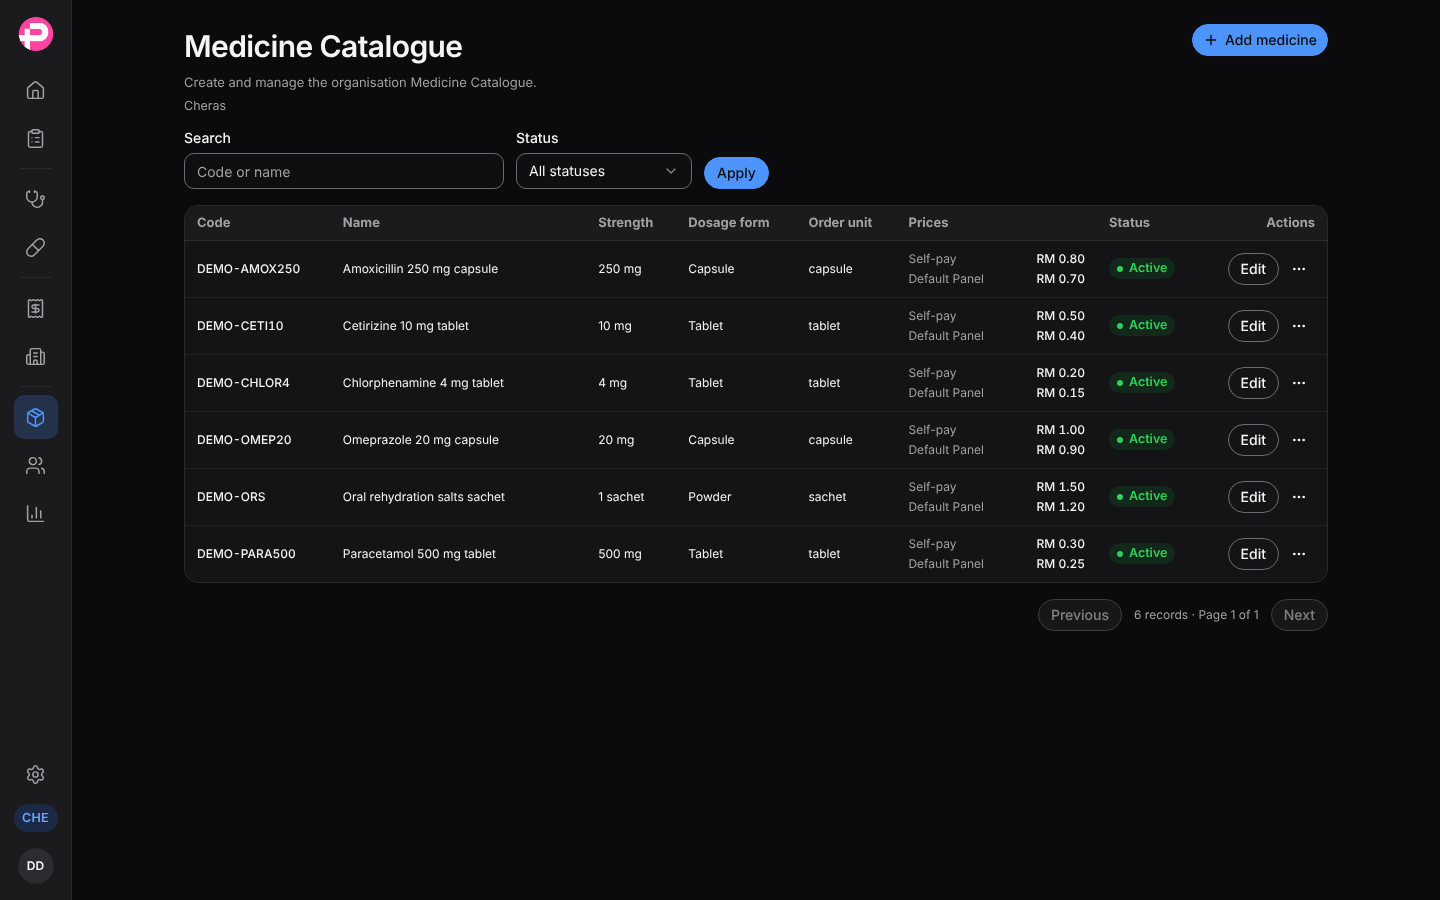 Medicine Catalogue
+ Add medicine
Create and manage the organisation Medicine Catalogue.
Cheras
Search
Status
Code or name
All statuses
Apply
Code Name Strength Dosage form Order unit Prices Status Actions
DEMO-AMOX250 Amoxicillin 250 mg capsule 250 mg Capsule capsule Self-pay RM 0.80 Active Edit ...
Default Panel RM 0.70
DEMO-CETI10 Cetirizine 10 mg tablet 10 mg Tablet tablet Self-pay RM 0.50 Active Edit ...
Default Panel RM 0.40
DEMO-CHLOR4 Chlorphenamine 4 mg tablet 4 mg Tablet tablet Self-pay RM 0.20 Active Edit ...
Default Panel RM 0.15
DEMO-OMEP20 Omeprazole 20 mg capsule 20 mg Capsule capsule Self-pay RM 1.00 Active Edit ...
Default Panel RM 0.90
DEMO-ORS Oral rehydration salts sachet 1 sachet Powder sachet Self-pay RM 1.50 Active Edit ...
Default Panel RM 1.20
DEMO-PARA500 Paracetamol 500 mg tablet 500 mg Tablet tablet Self-pay RM 0.30 Active Edit ...
Default Panel RM 0.25
Previous 6 records · Page 1 of 1 Next
CHE
DD